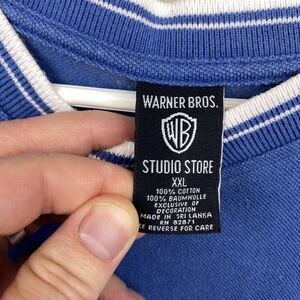 WARNER BROS.
WB
STUDIO STORE
XXL
100% COTTON
100% BAUMWOLLE
EXCLUSIVE OF
DECORATION
MADE IN SRI LANKA
RN 82871
EE REVERSE FOR CARE